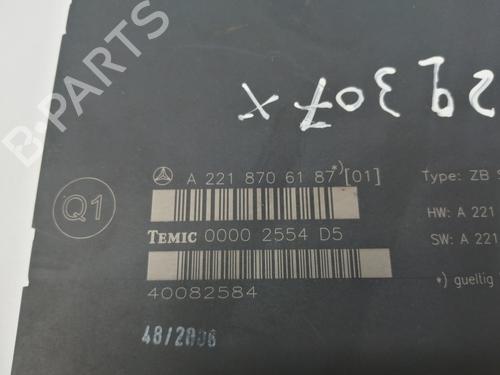 B-PARTS
29307x
A 221 870 61 87*)[01]
Type: ZB
Q1
HW: A 221
TEMIC 0000 2554 D5
SW: A 221
40082584
*) gueltig
48/2006